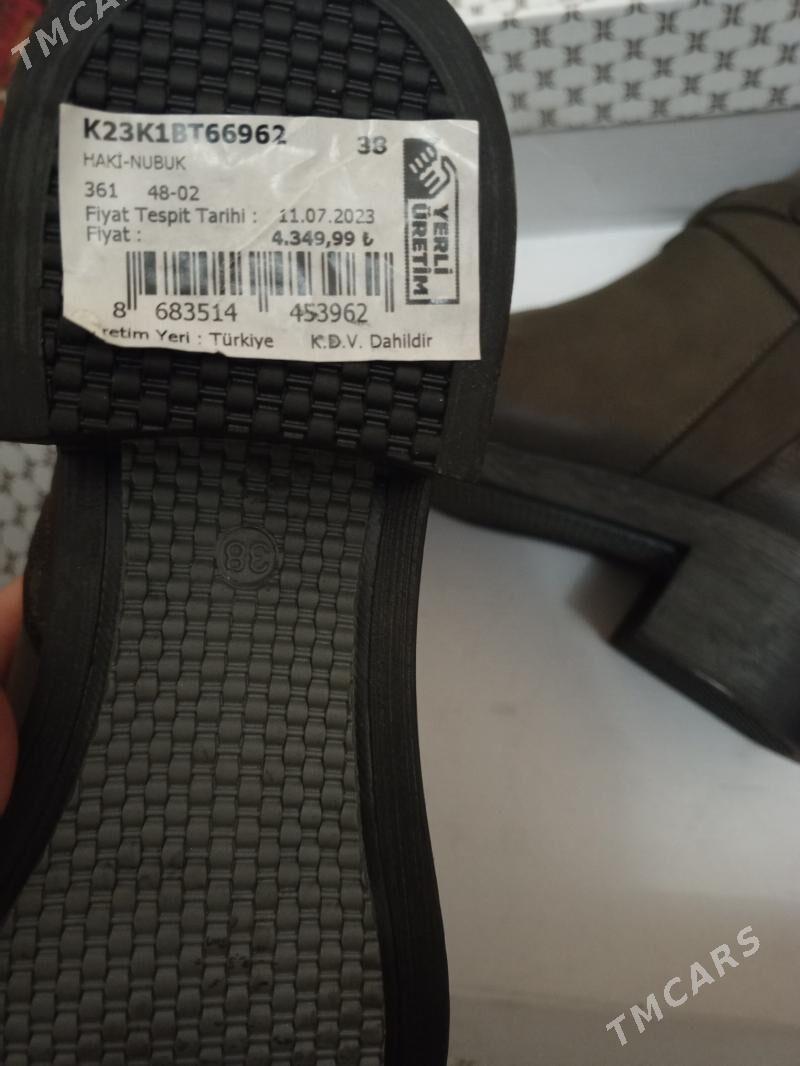 TMCARS
K23K1BT66962 38
HAKİ-NUBUK
361 48-02
Fiyat Tespit Tarihi : 11.07.2023
Fiyat : 4.349,99 ₺
YERLİ ÜRETİM
8 683514 453962
retim Yeri : Türkiye K.D.V. Dahildir
38
TMCARS